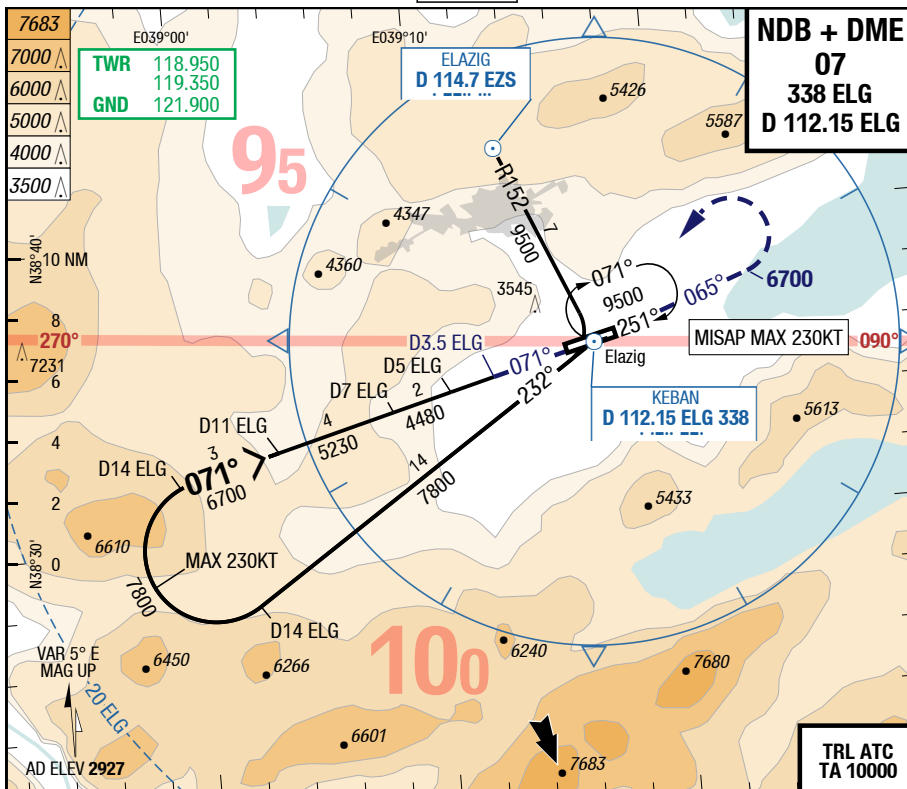 7683
7000
6000
5000
4000
3500
E039°00'
E039°10'
TWR 118.950
119.350
GND 121.900
ELAZIG
D 114.7 EZS
NDB + DME
07
338 ELG
D 112.15 ELG
5426
5587
95
4347
4360
R152
7
9500
N38°40'
10 NM
8
6
4
2
0
N38°30'
3545
071°
9500
251°
065°
6700
270°
090°
7231
MISAP MAX 230KT
Elazig
D3.5 ELG
071°
D5 ELG
2
D7 ELG
4480
232°
KEBAN
D 112.15 ELG 338
5613
D11 ELG
4
5230
3
D14 ELG
071°
6700
14
7800
5433
6610
MAX 230KT
7800
D14 ELG
VAR 5° E
MAG UP
6450
6266
6240
100
7680
20 ELG
6601
7683
AD ELEV 2927
TRL ATC
TA 10000